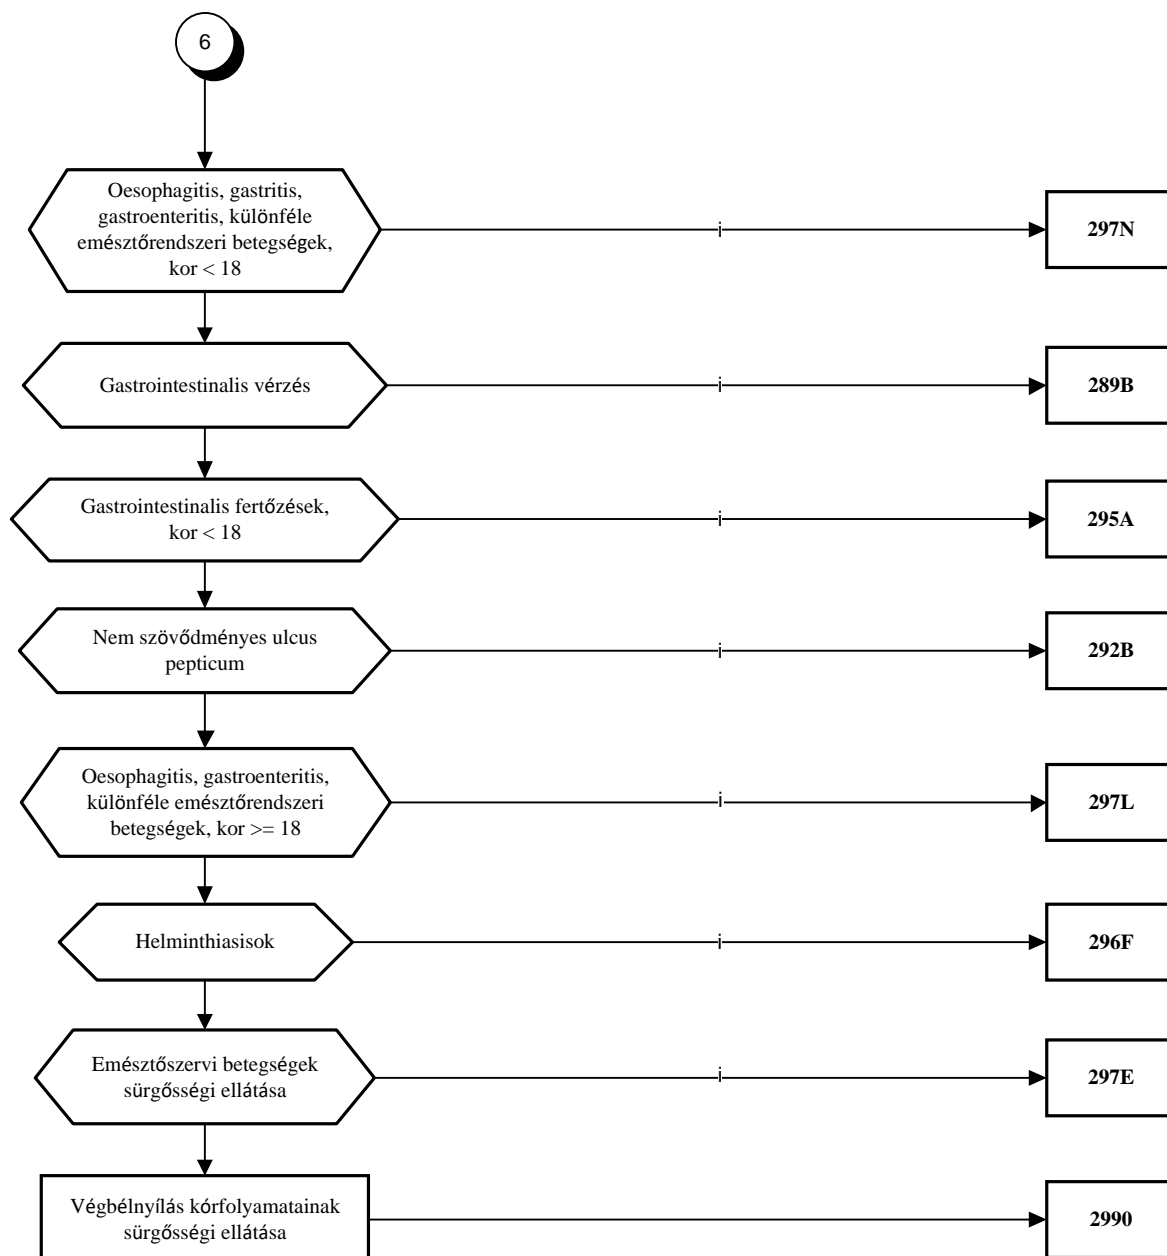 6
Oesophagitis, gastritis,
gastroenteritis, különféle
emésztőrendszeri betegségek,
kor < 18
i
297N
Gastrointestinalis vérzés
i
289B
Gastrointestinalis fertőzések,
kor < 18
i
295A
Nem szövődményes ulcus
pepticum
i
292B
Oesophagitis, gastroenteritis,
különféle emésztőrendszeri
betegségek, kor >= 18
i
297L
Helminthiasisok
i
296F
Emésztőszervi betegségek
sürgősségi ellátása
i
297E
Végbélnyílás kórfolyamatainak
sürgősségi ellátása
2990